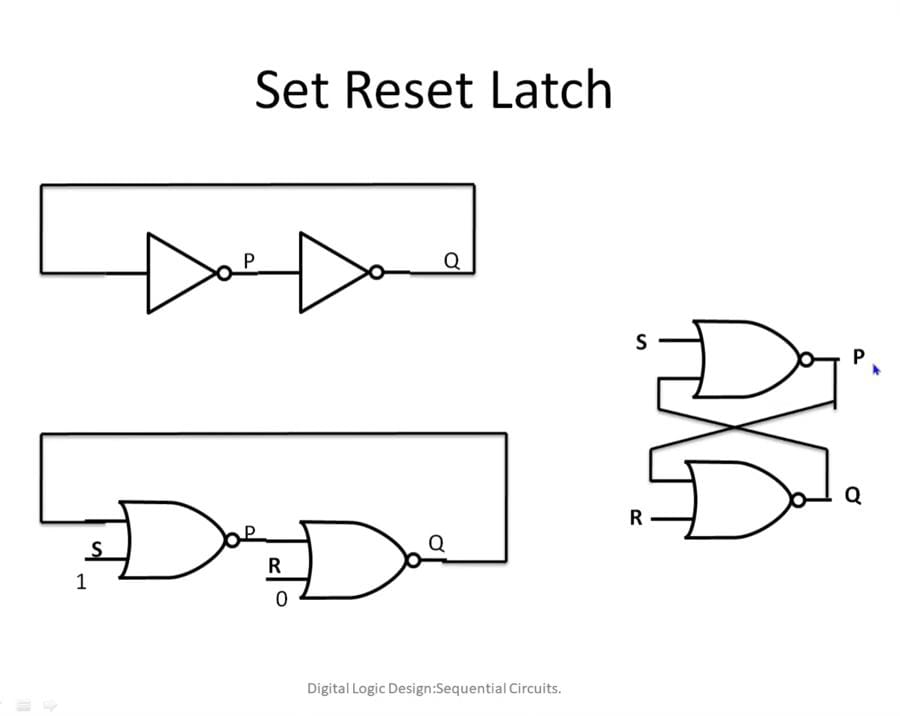 Set Reset Latch
P
Q
S
P
Q
R
P
Q
S
R
1
0
Digital Logic Design:Sequential Circuits.